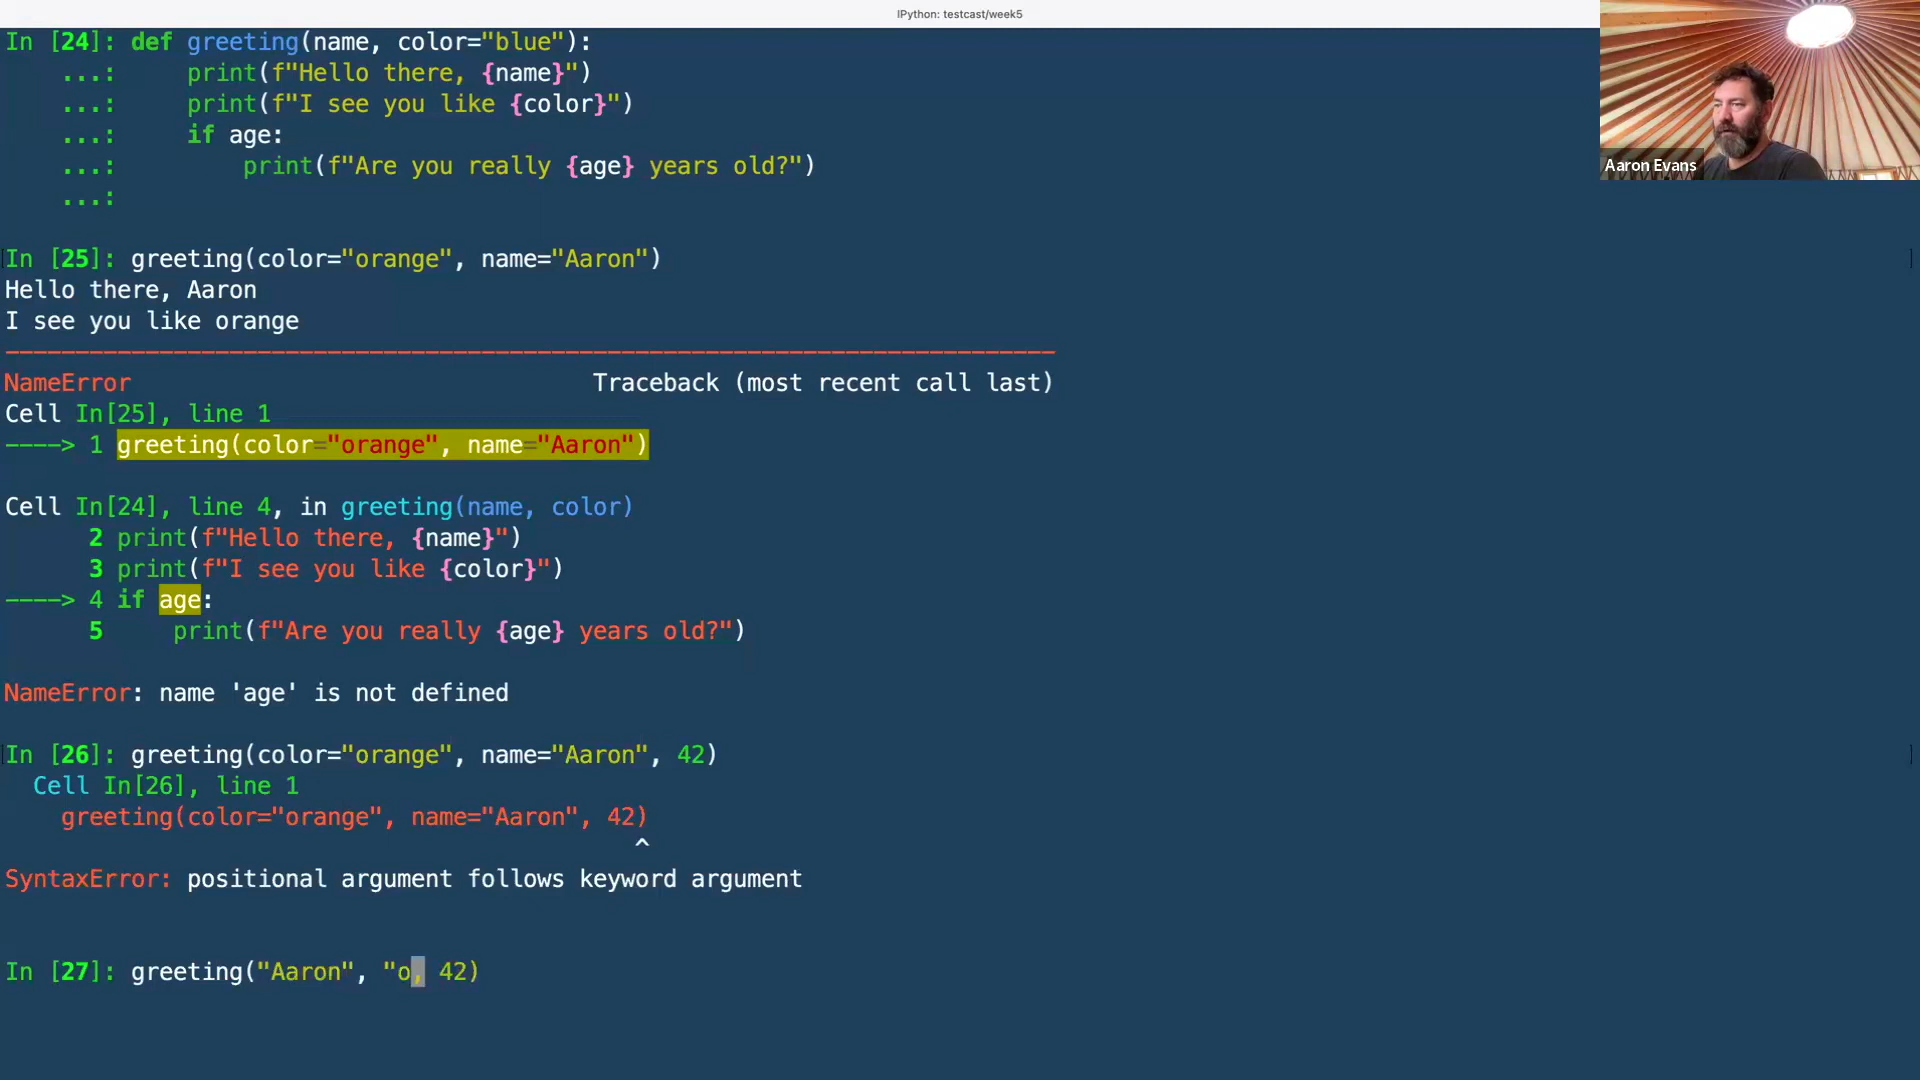 IPython: testcast/week5
In [24]: def greeting(name, color="blue"):
...: print(f"Hello there, {name}")
...: print(f"I see you like {color}")
...: if age:
...: print(f"Are you really {age} years old?")
...:
Aaron Evans
In [25]: greeting(color="orange", name="Aaron")
Hello there, Aaron
I see you like orange
---------------------------------------------------------------------------
NameError Traceback (most recent call last)
Cell In[25], line 1
----> 1 greeting(color="orange", name="Aaron")
Cell In[24], line 4, in greeting(name, color)
2 print(f"Hello there, {name}")
3 print(f"I see you like {color}")
----> 4 if age:
5 print(f"Are you really {age} years old?")
NameError: name 'age' is not defined
In [26]: greeting(color="orange", name="Aaron", 42)
Cell In[26], line 1
greeting(color="orange", name="Aaron", 42)
^
SyntaxError: positional argument follows keyword argument
In [27]: greeting("Aaron", "o, 42)